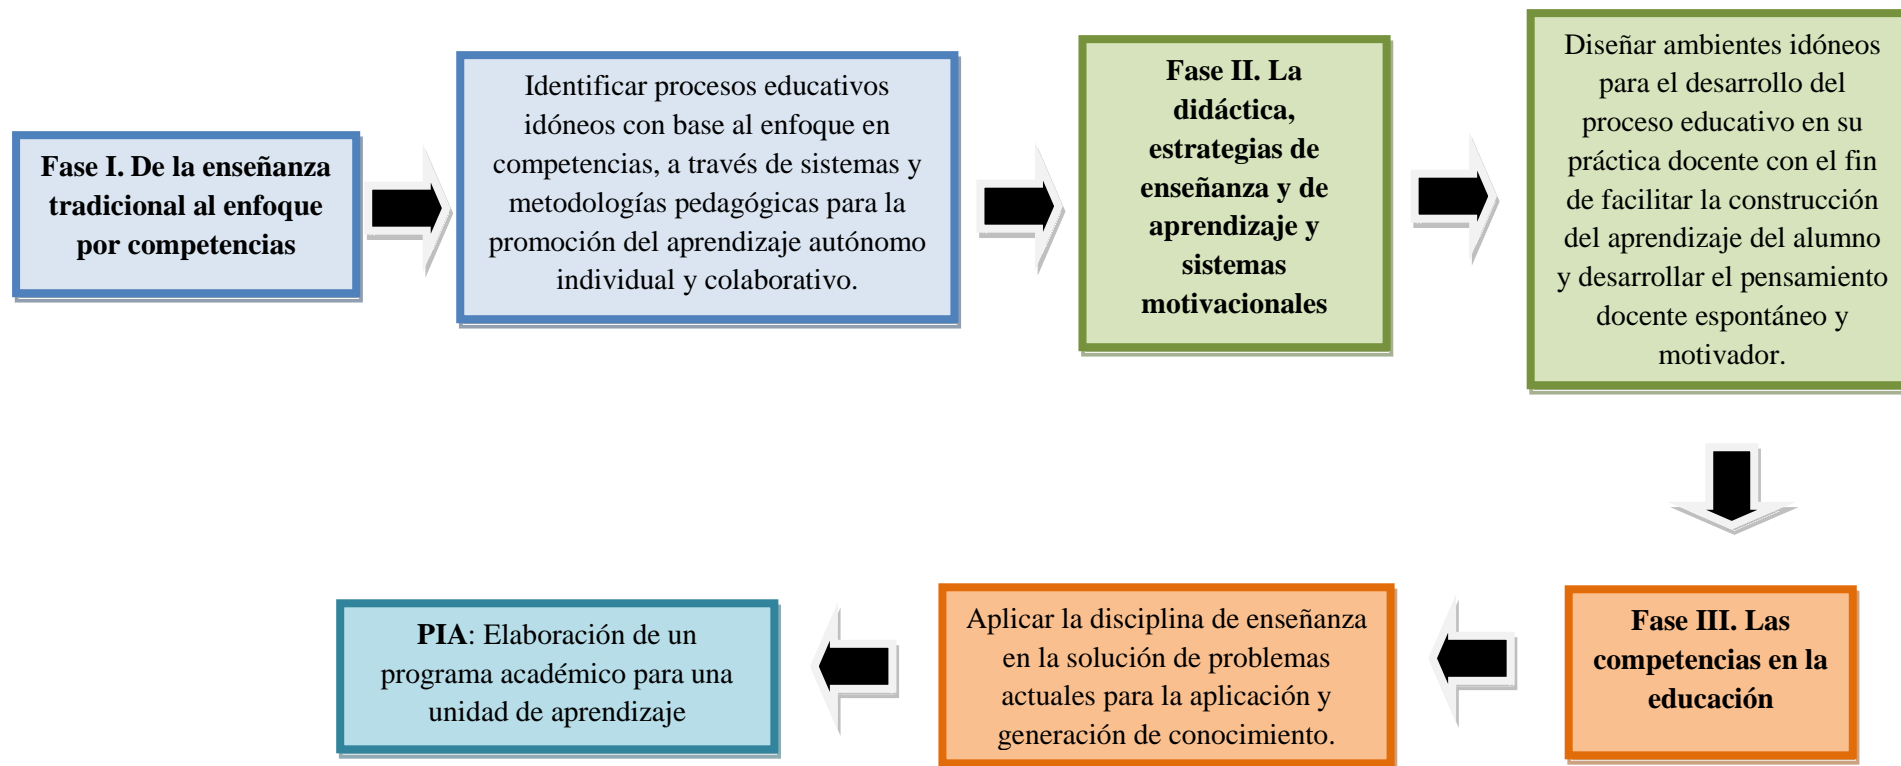 Fase I. De la enseñanza
tradicional al enfoque
por competencias
Identificar procesos educativos
idóneos con base al enfoque en
competencias, a través de sistemas y
metodologías pedagógicas para la
promoción del aprendizaje autónomo
individual y colaborativo.
Fase II. La
didáctica,
estrategias de
enseñanza y de
aprendizaje y
sistemas
motivacionales
Diseñar ambientes idóneos
para el desarrollo del
proceso educativo en su
práctica docente con el fin
de facilitar la construcción
del aprendizaje del alumno
y desarrollar el pensamiento
docente espontáneo y
motivador.
Fase III. Las
competencias en la
educación
Aplicar la disciplina de enseñanza
en la solución de problemas
actuales para la aplicación y
generación de conocimiento.
PIA: Elaboración de un
programa académico para una
unidad de aprendizaje